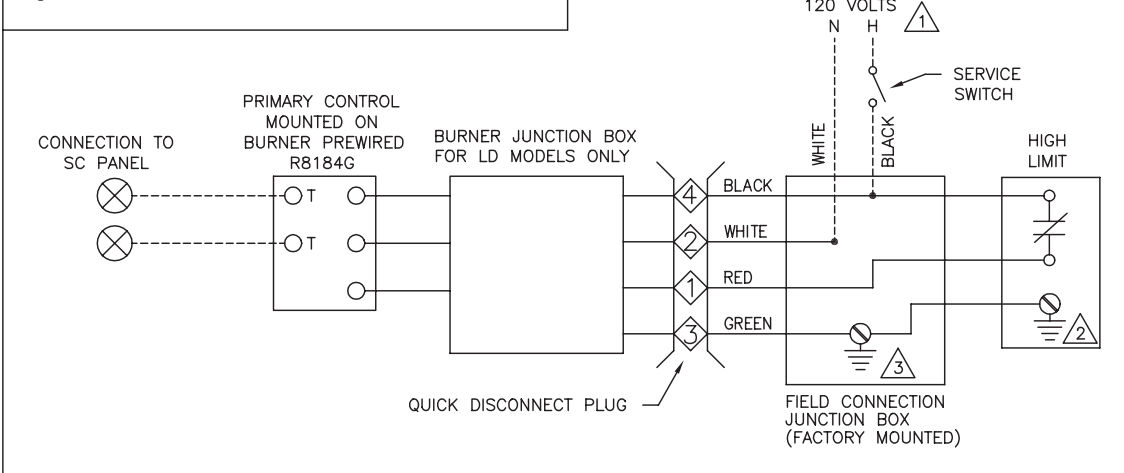 120 VOLTS
N H 1
SERVICE
SWITCH
WHITE
BLACK
PRIMARY CONTROL
MOUNTED ON
BURNER PREWIRED
R8184G
CONNECTION TO
SC PANEL
BURNER JUNCTION BOX
FOR LD MODELS ONLY
HIGH
LIMIT
T
T
4 BLACK
2 WHITE
1 RED
3 GREEN
3
2
QUICK DISCONNECT PLUG
FIELD CONNECTION
JUNCTION BOX
(FACTORY MOUNTED)